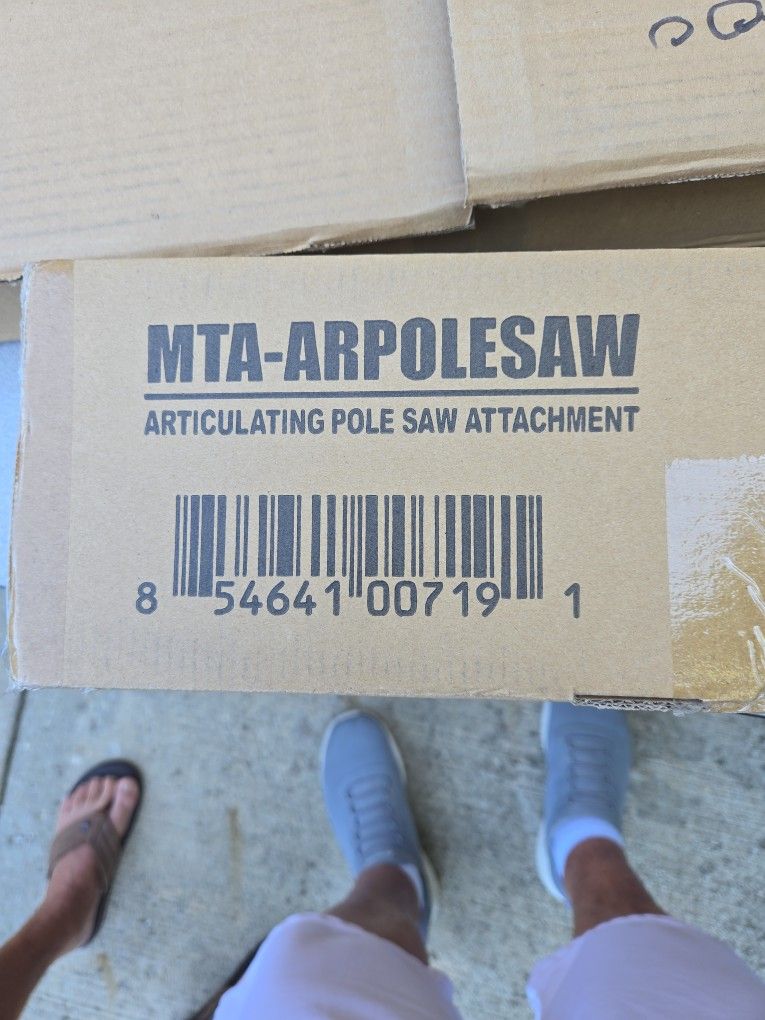 MTA-ARPOLESAW
ARTICULATING POLE SAW ATTACHMENT
8 54641 00719 1